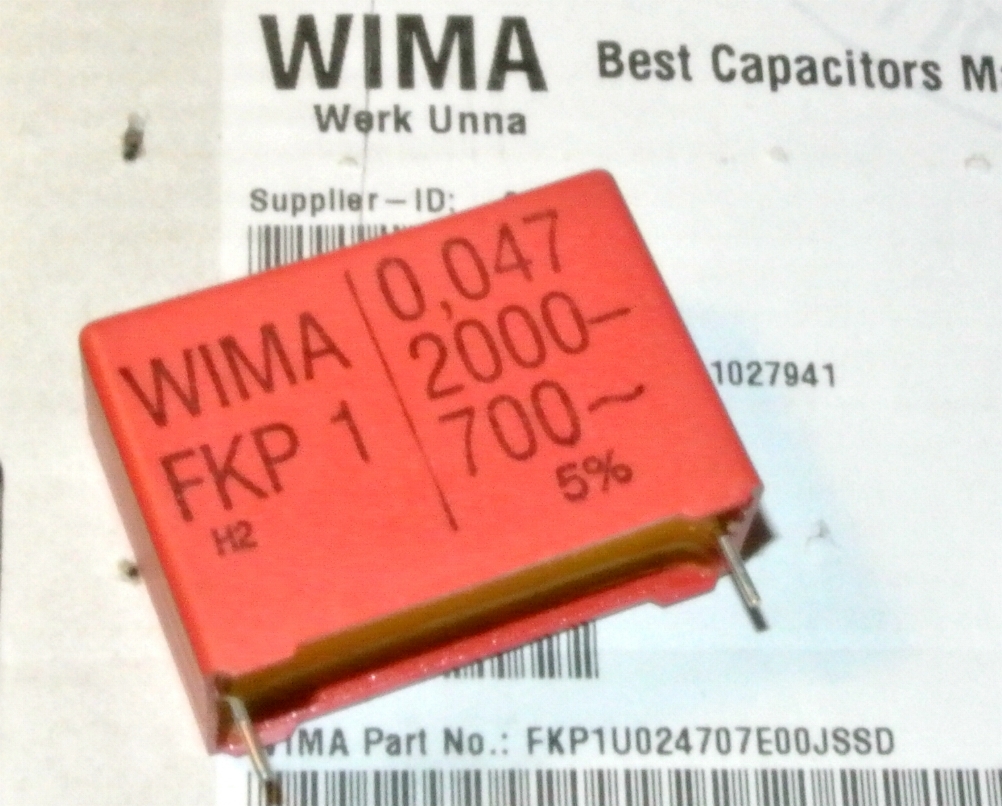 WIMA
Best Capacitors
Werk Unna
Supplier-ID:
0,047
2000–
700~
5%
WIMA
FKP 1
H2
1027941
WIMA Part No.: FKP1U024707E00JSSD